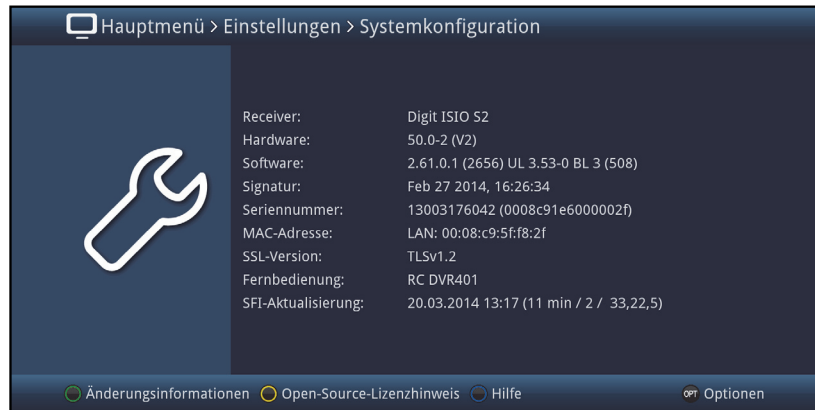 Hauptmenü > Einstellungen > Systemkonfiguration
Receiver: Digit ISIO S2
Hardware: 50.0-2 (V2)
Software: 2.61.0.1 (2656) UL 3.53-0 BL 3 (508)
Signatur: Feb 27 2014, 16:26:34
Seriennummer: 13003176042 (0008c91e6000002f)
MAC-Adresse: LAN: 00:08:c9:5f:f8:2f
SSL-Version: TLSv1.2
Fernbedienung: RC DVR401
SFI-Aktualisierung: 20.03.2014 13:17 (11 min / 2 / 33,22,5)
Änderungsinformationen Open-Source-Lizenzhinweis Hilfe OPT Optionen